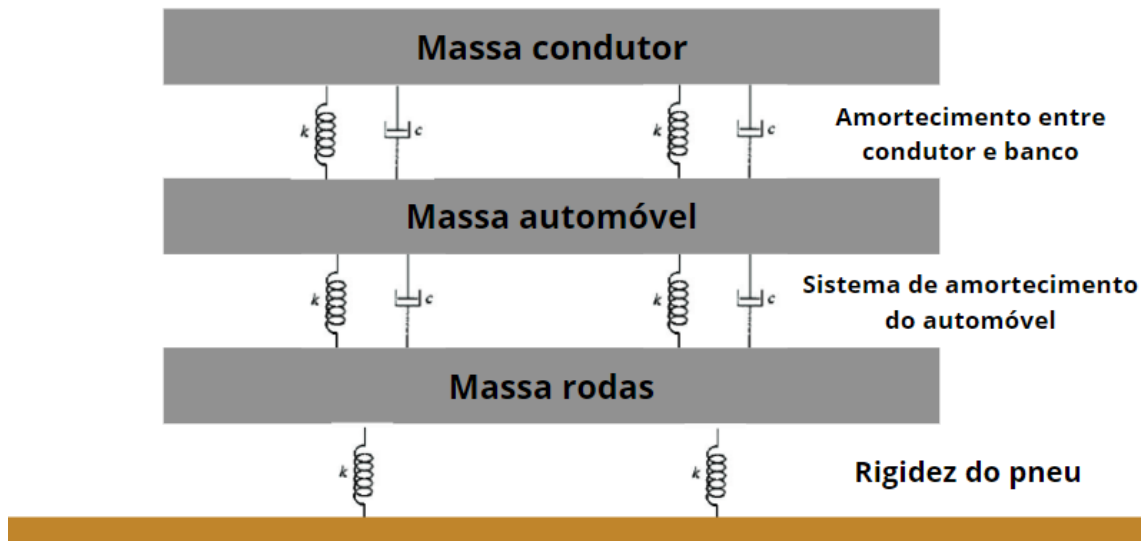 Massa condutor
k
c
k
c
Amortecimento entre
condutor e banco
Massa automóvel
k
c
k
c
Sistema de amortecimento
do automóvel
Massa rodas
k
k
Rigidez do pneu